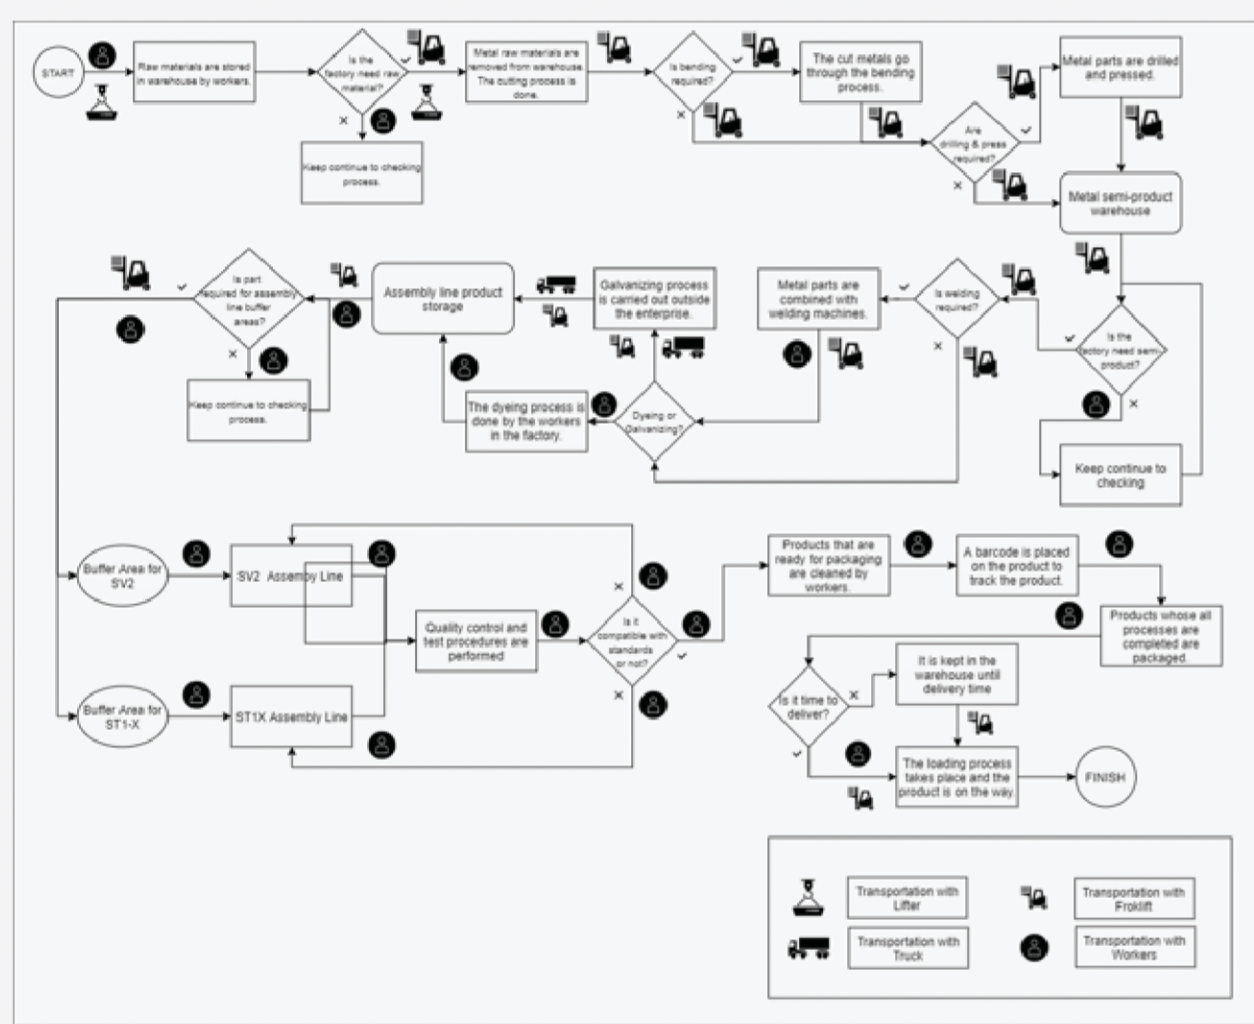 START
Raw materials are stored
in warehouse by workers.
Is the
factory need raw
material?
Metal raw materials are
removed from warehouse.
The cutting process is
done.
Is bending
required?
The cut metals go
through the bending
process.
Metal parts are drilled
and pressed.
Keep continue to checking
process.
Are
drilling & press
required?
Metal semi-product
warehouse
Is part
required for assembly
line buffer
areas?
Assembly line product
storage
Galvanizing process
is carried out outside
the enterprise.
Metal parts are
combined with
welding machines.
Is welding
required?
Is the
factory need semi-
product?
Keep continue to checking
process.
The dyeing process is
done by the workers
in the factory.
Dyeing or
Galvanizing?
Keep continue to
checking
Buffer Area for
SV2
SV2 Assembly Line
Quality control and
test procedures are
performed
Is it
compatible with
standards
or not?
Products that are
ready for packaging
are cleaned by
workers.
A barcode is placed
on the product to
track the product.
Products whose all
processes are
completed are
packaged.
Buffer Area for
ST1-X
ST1X Assembly Line
Is it time to
deliver?
It is kept in the
warehouse until
delivery time
The loading process
takes place and the
product is on the way.
FINISH
Transportation with
Lifter
Transportation with
Froklift
Transportation with
Truck
Transportation with
Workers